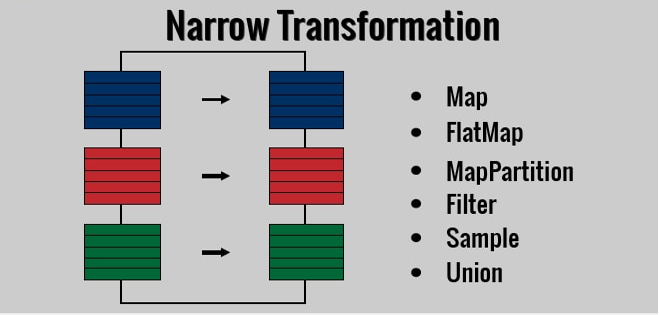 Narrow Transformation
Map
FlatMap
MapPartition
Filter
Sample
Union